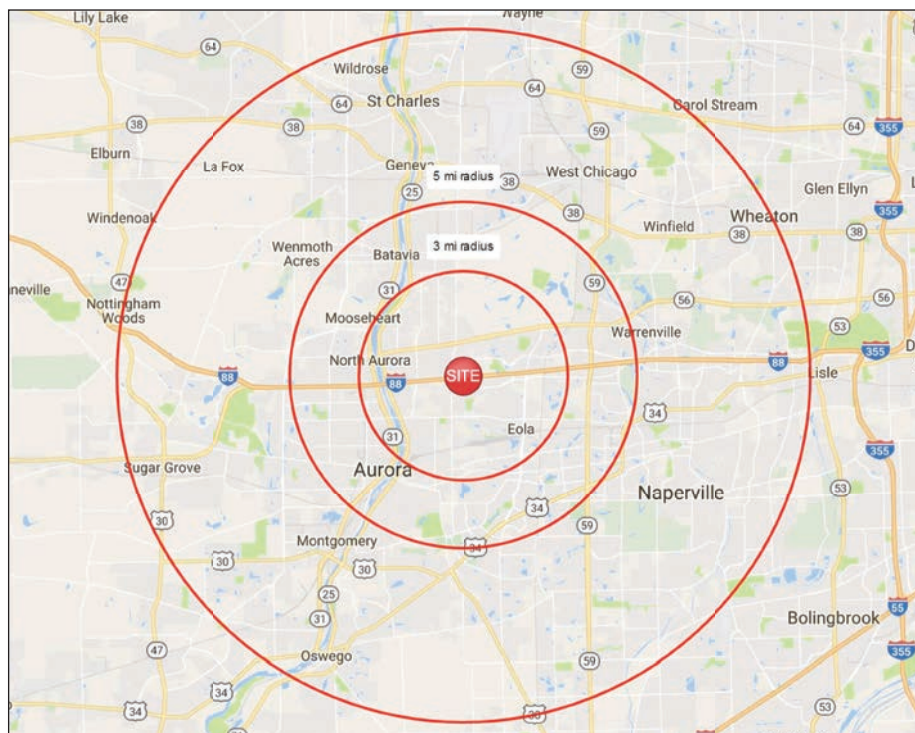 Lily Lake
Wayne
64
59
Wildrose
64
St Charles
64
Carol Stream
38
38
59
64
355
Elburn
La Fox
Geneva
West Chicago
5 mi radius
38
25
Glen Ellyn
355
Windenoak
38
Winfield
Wheaton
38
38
Wenmoth
Acres
Batavia
3 mi radius
47
31
59
56
56
nneville
Nottingham
Woods
Mooseheart
Warrenville
53
North Aurora
88
355
88
88
SITE
Lisle
D
34
31
Eola
Sugar Grove
Aurora
355
Naperville
53
34
30
59
Montgomery
34
30
30
25
55
31
Bolingbrook
47
Oswego
59
355
34
34
34
53
30